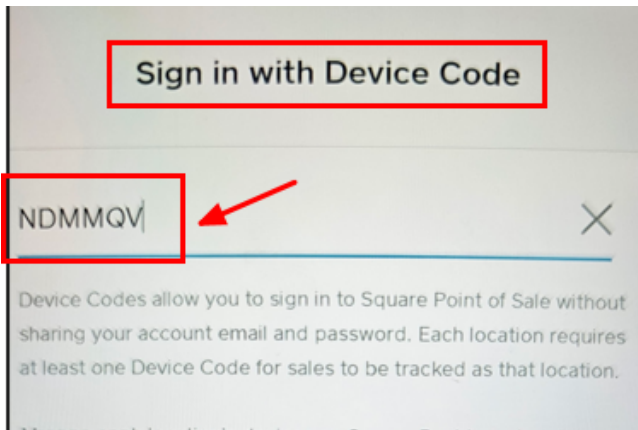 Sign in with Device Code
NDMMQV
Device Codes allow you to sign in to Square Point of Sale without
sharing your account email and password. Each location requires
at least one Device Code for sales to be tracked as that location.